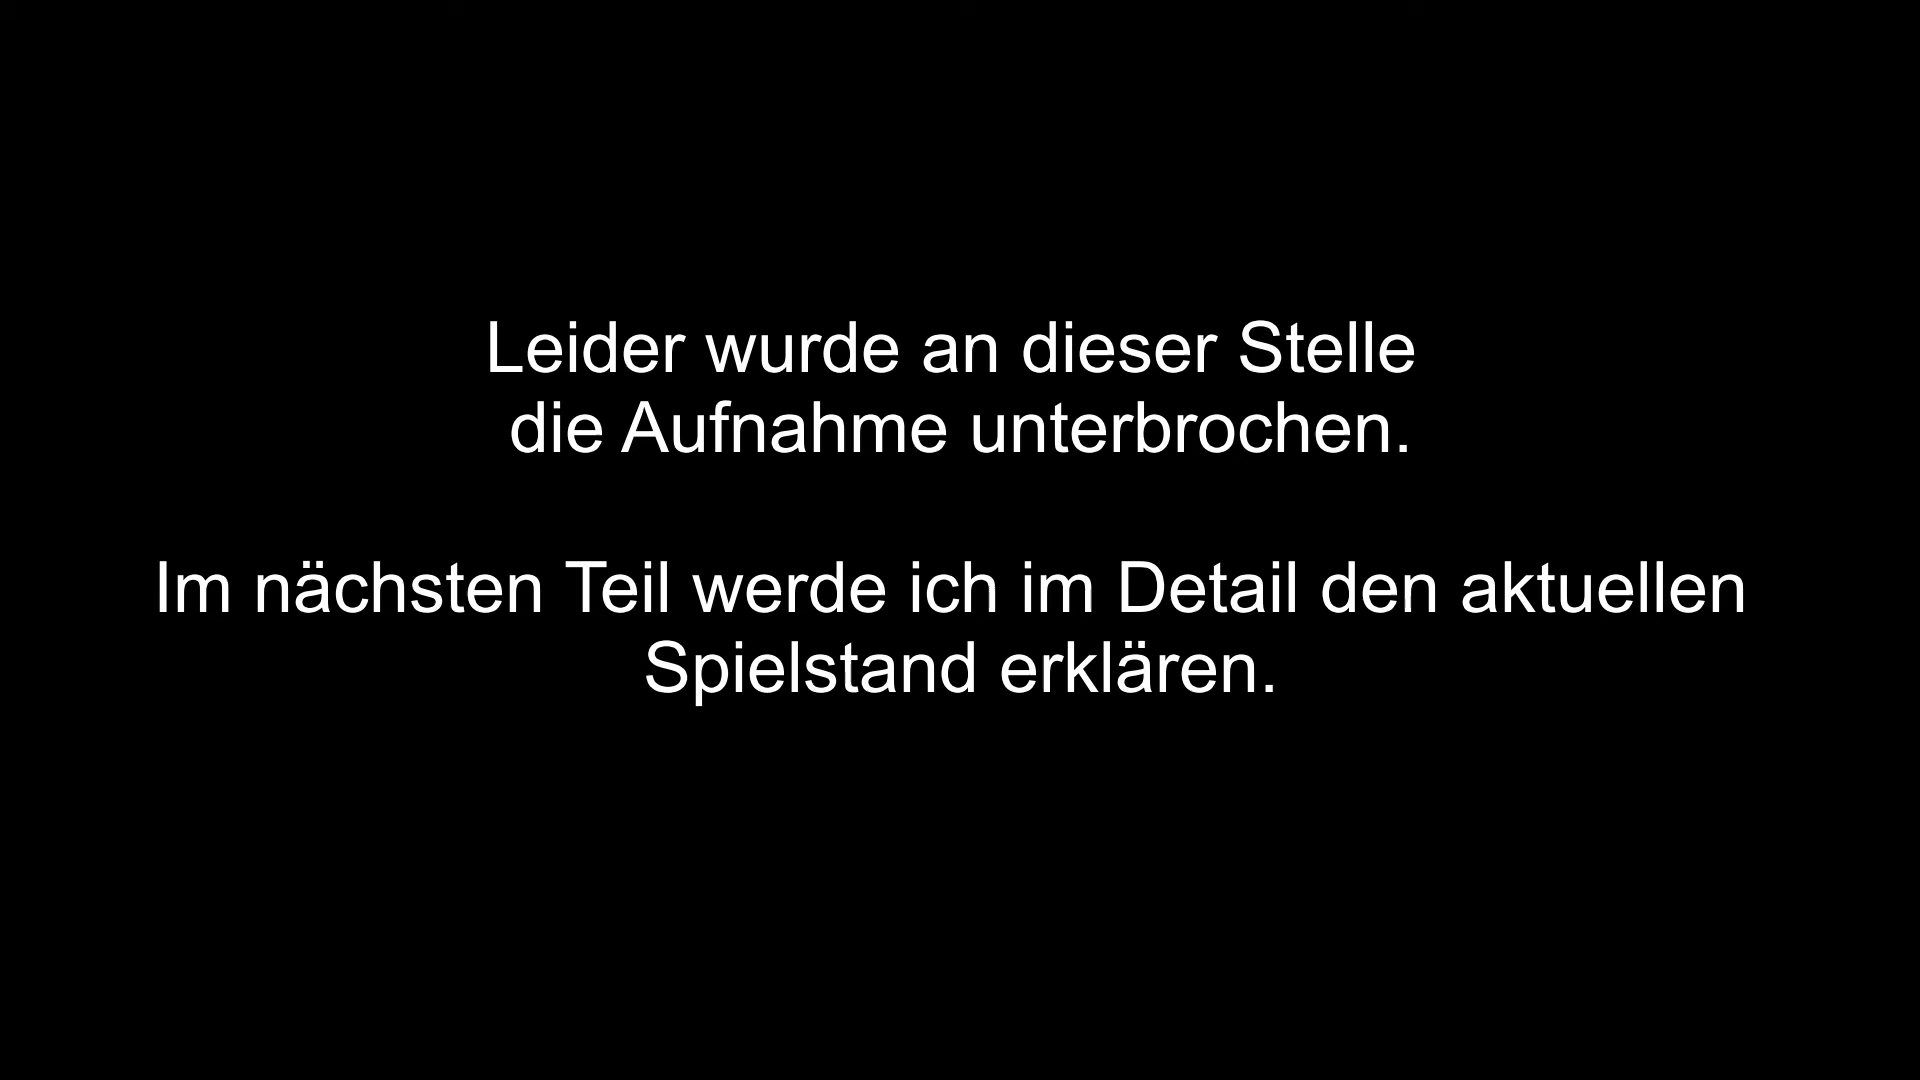 Leider wurde an dieser Stelle
die Aufnahme unterbrochen.
Im nächsten Teil werde ich im Detail den aktuellen
Spielstand erklären.